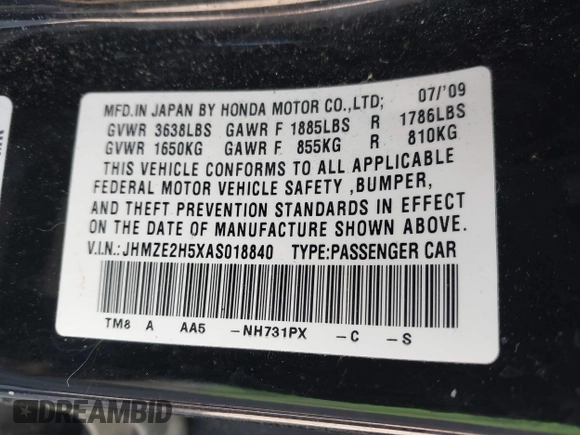 MFD.IN JAPAN BY HONDA MOTOR CO.,LTD; 07/'09
GVWR 3638LBS GAWR F 1885LBS R 1786LBS
GVWR 1650KG GAWR F 855KG R 810KG
THIS VEHICLE CONFORMS TO ALL APPLICABLE
FEDERAL MOTOR VEHICLE SAFETY ,BUMPER,
AND THEFT PREVENTION STANDARDS IN EFFECT
ON THE DATE OF MANUFACTURE SHOWN ABOVE.
V.I.N.:JHMZE2H5XAS018840 TYPE:PASSENGER CAR
TM8 A AA5 -NH731PX -C -S
DREAMBID